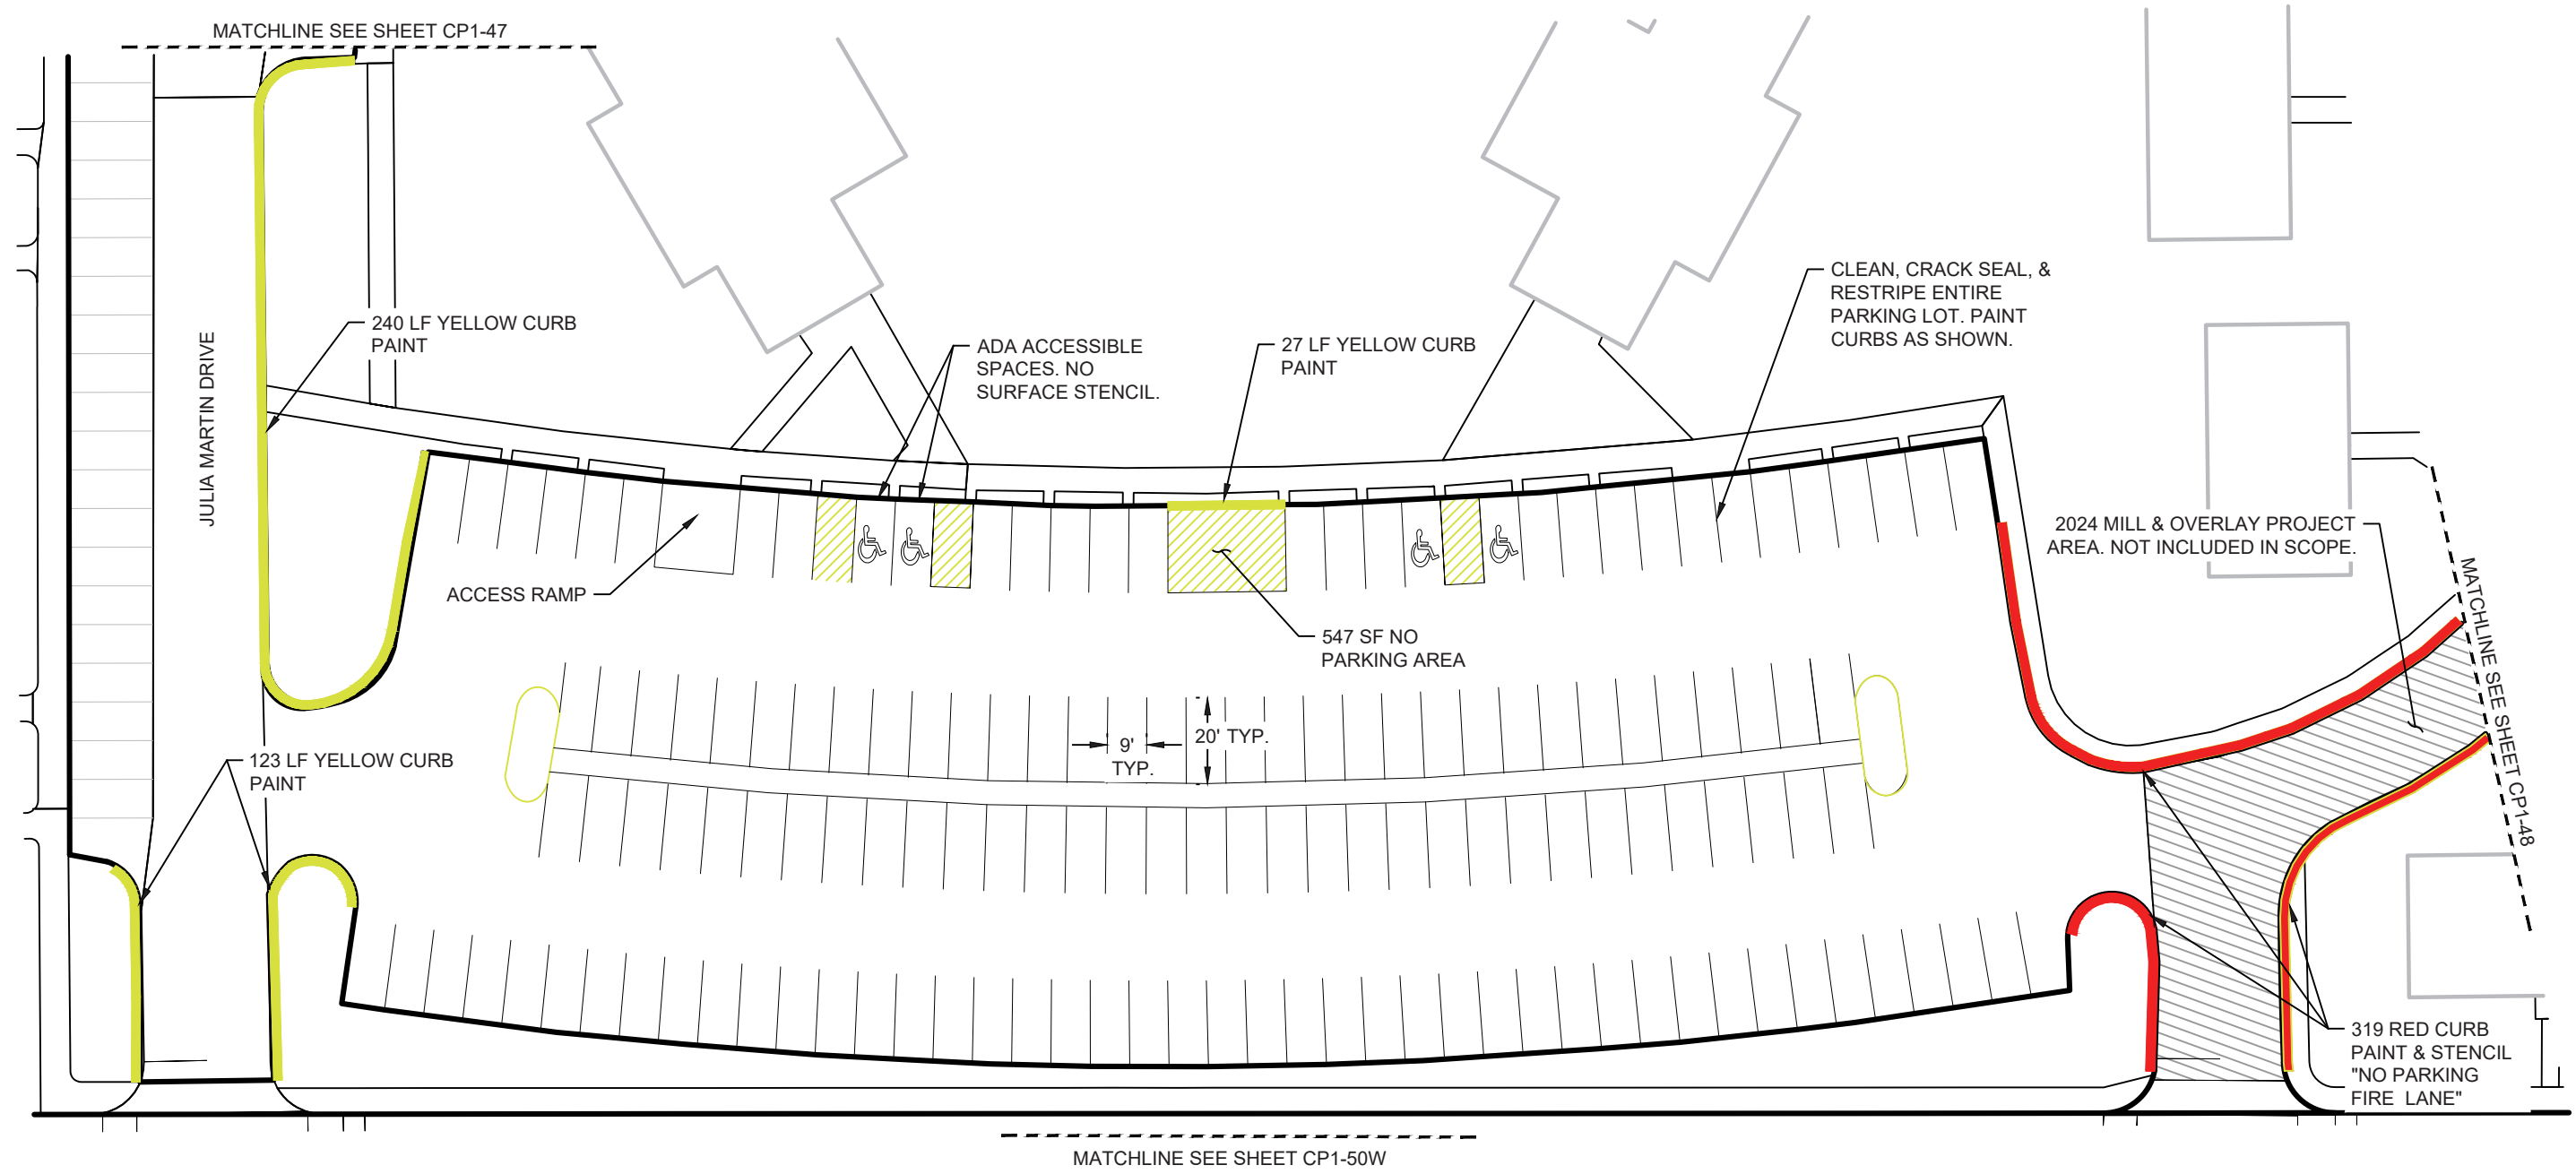 MATCHLINE SEE SHEET CP1-47
240 LF YELLOW CURB
PAINT
JULIA MARTIN DRIVE
ADA ACCESSIBLE
SPACES. NO
SURFACE STENCIL.
27 LF YELLOW CURB
PAINT
CLEAN, CRACK SEAL, &
RESTRIPE ENTIRE
PARKING LOT. PAINT
CURBS AS SHOWN.
2024 MILL & OVERLAY PROJECT
AREA. NOT INCLUDED IN SCOPE.
MATCHLINE SEE SHEET CP1-48
ACCESS RAMP
547 SF NO
PARKING AREA
9'
TYP.
20' TYP.
123 LF YELLOW CURB
PAINT
319 RED CURB
PAINT & STENCIL
"NO PARKING
FIRE LANE"
MATCHLINE SEE SHEET CP1-50W